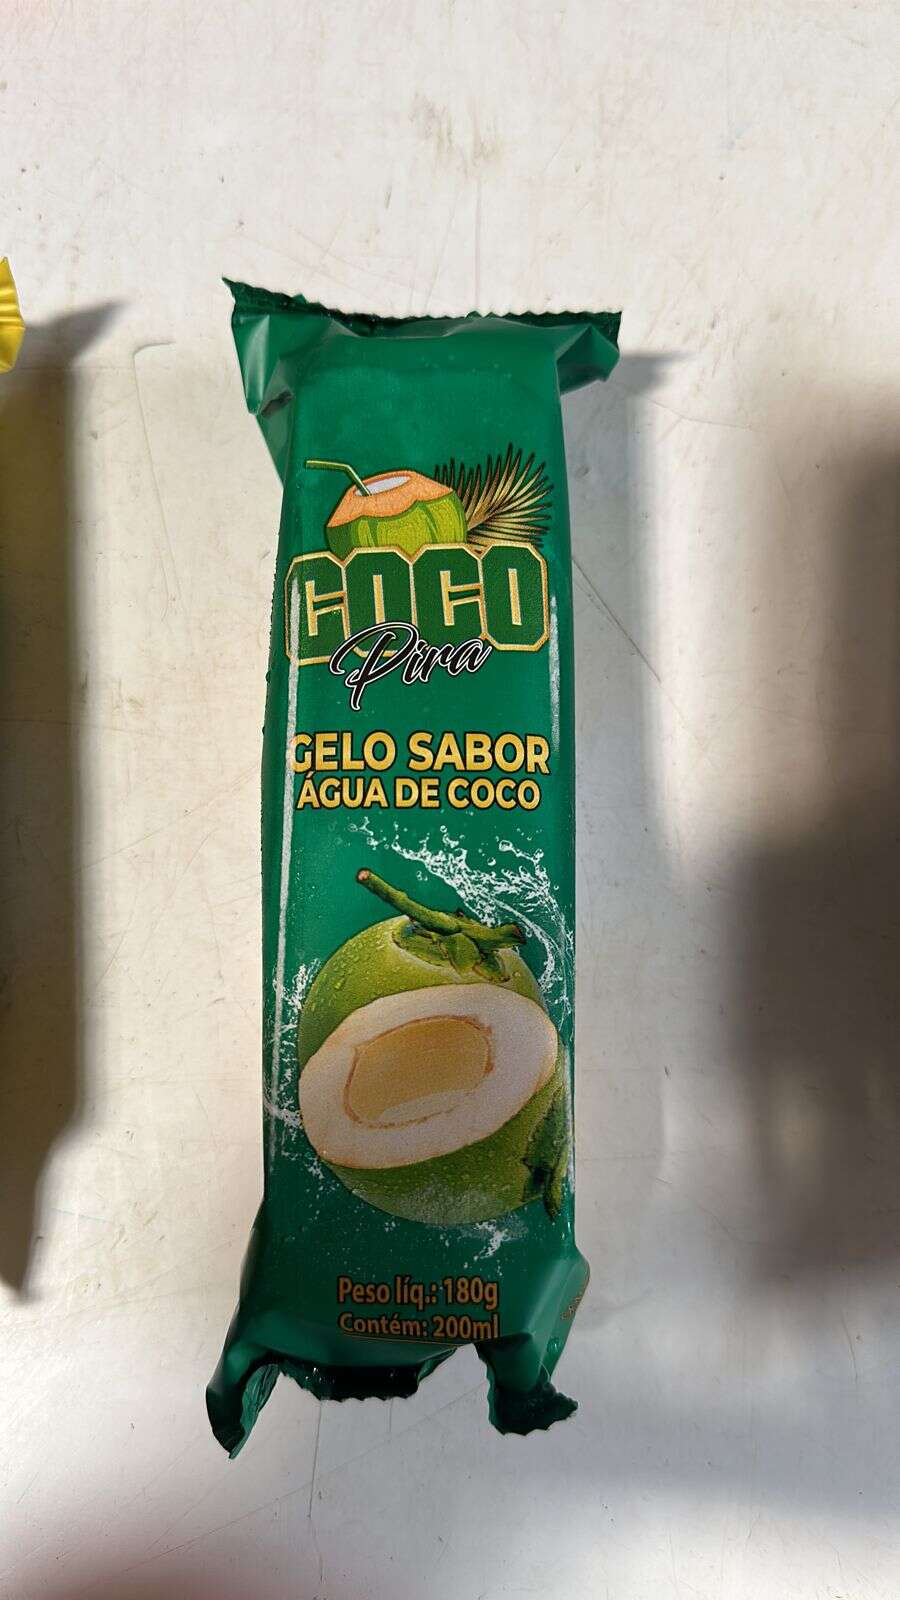 COCO
Pira
GELO SABOR
ÁGUA DE COCO
Peso líq.: 180g
Contém: 200ml